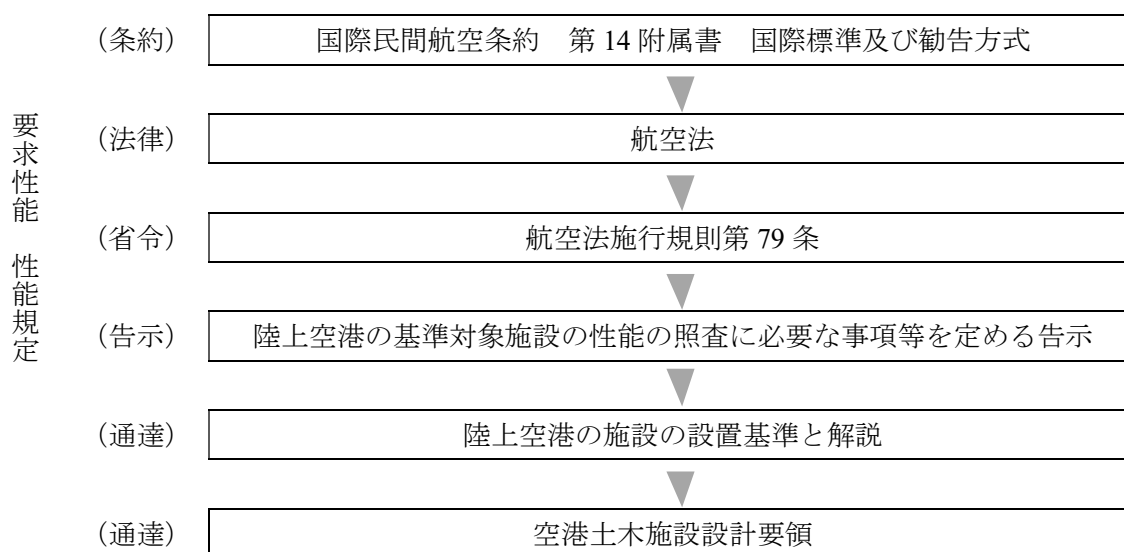 (条約) 国際民間航空条約 第 14 附属書 国際標準及び勧告方式
(法律) 航空法
(省令) 航空法施行規則第 79 条
(告示) 陸上空港の基準対象施設の性能の照査に必要な事項等を定める告示
(通達) 陸上空港の施設の設置基準と解説
(通達) 空港土木施設設計要領
要求性能 性能規定